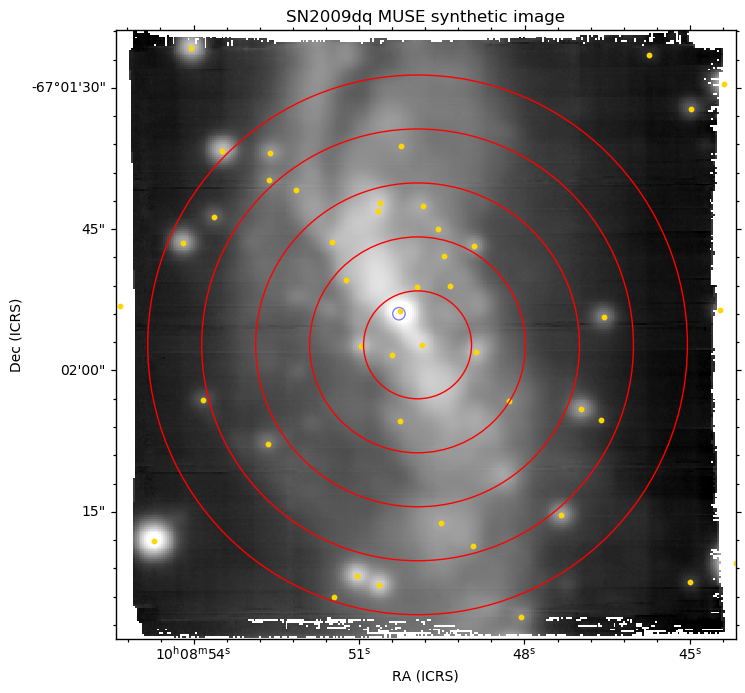 SN2009dq MUSE synthetic image
-67°01'30"
45"
02'00"
15"
Dec (ICRS)
10ʰ08ᵐ54ˢ
51ˢ
48ˢ
45ˢ
RA (ICRS)